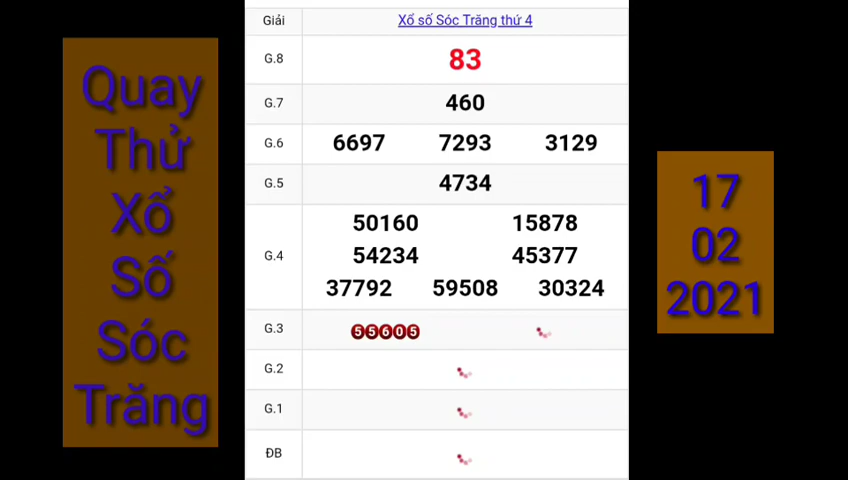 Quay
Thử
Xổ
Số
Sóc
Trăng
Giải Xổ số Sóc Trăng thứ 4
G.8 83
G.7 460
G.6 6697 7293 3129
G.5 4734
G.4 50160 15878
54234 45377
37792 59508 30324
G.3 55605
G.2
G.1
ĐB
17
02
2021